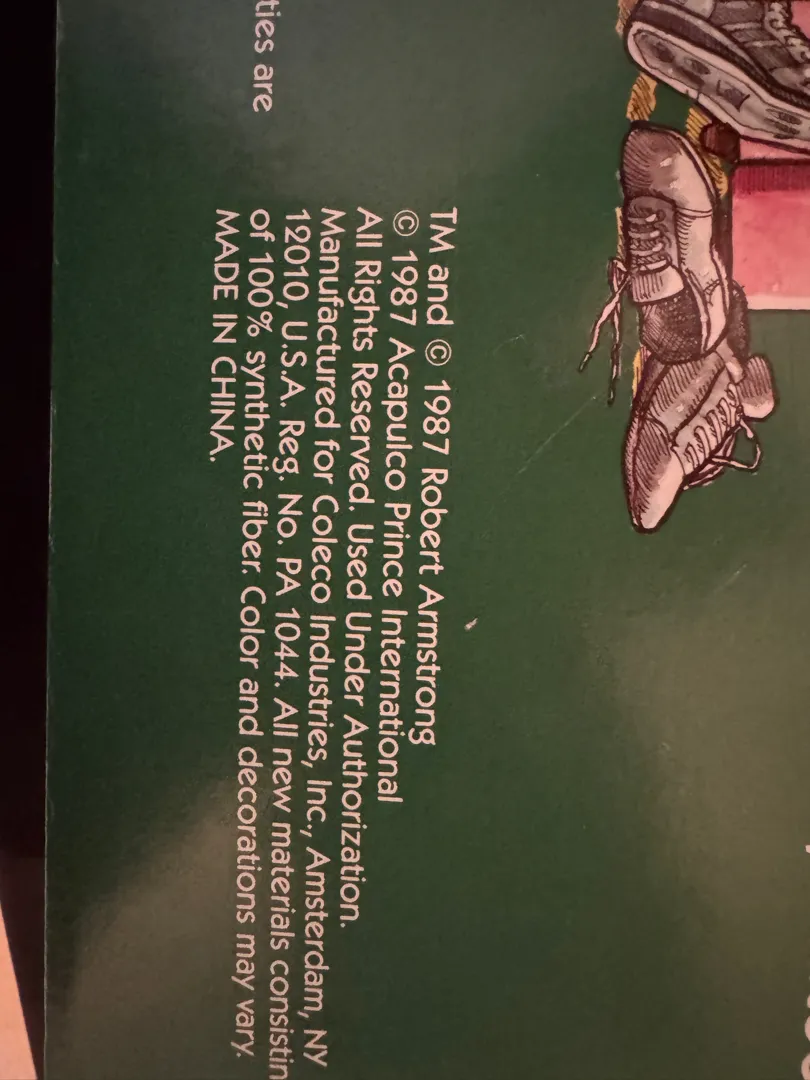 ties are
TM and © 1987 Robert Armstrong
© 1987 Acapulco Prince International
All Rights Reserved. Used Under Authorization.
Manufactured for Coleco Industries, Inc., Amsterdam, NY
12010, U.S.A. Reg. No. PA 1044. All new materials consistin
of 100% synthetic fiber. Color and decorations may vary.
MADE IN CHINA.